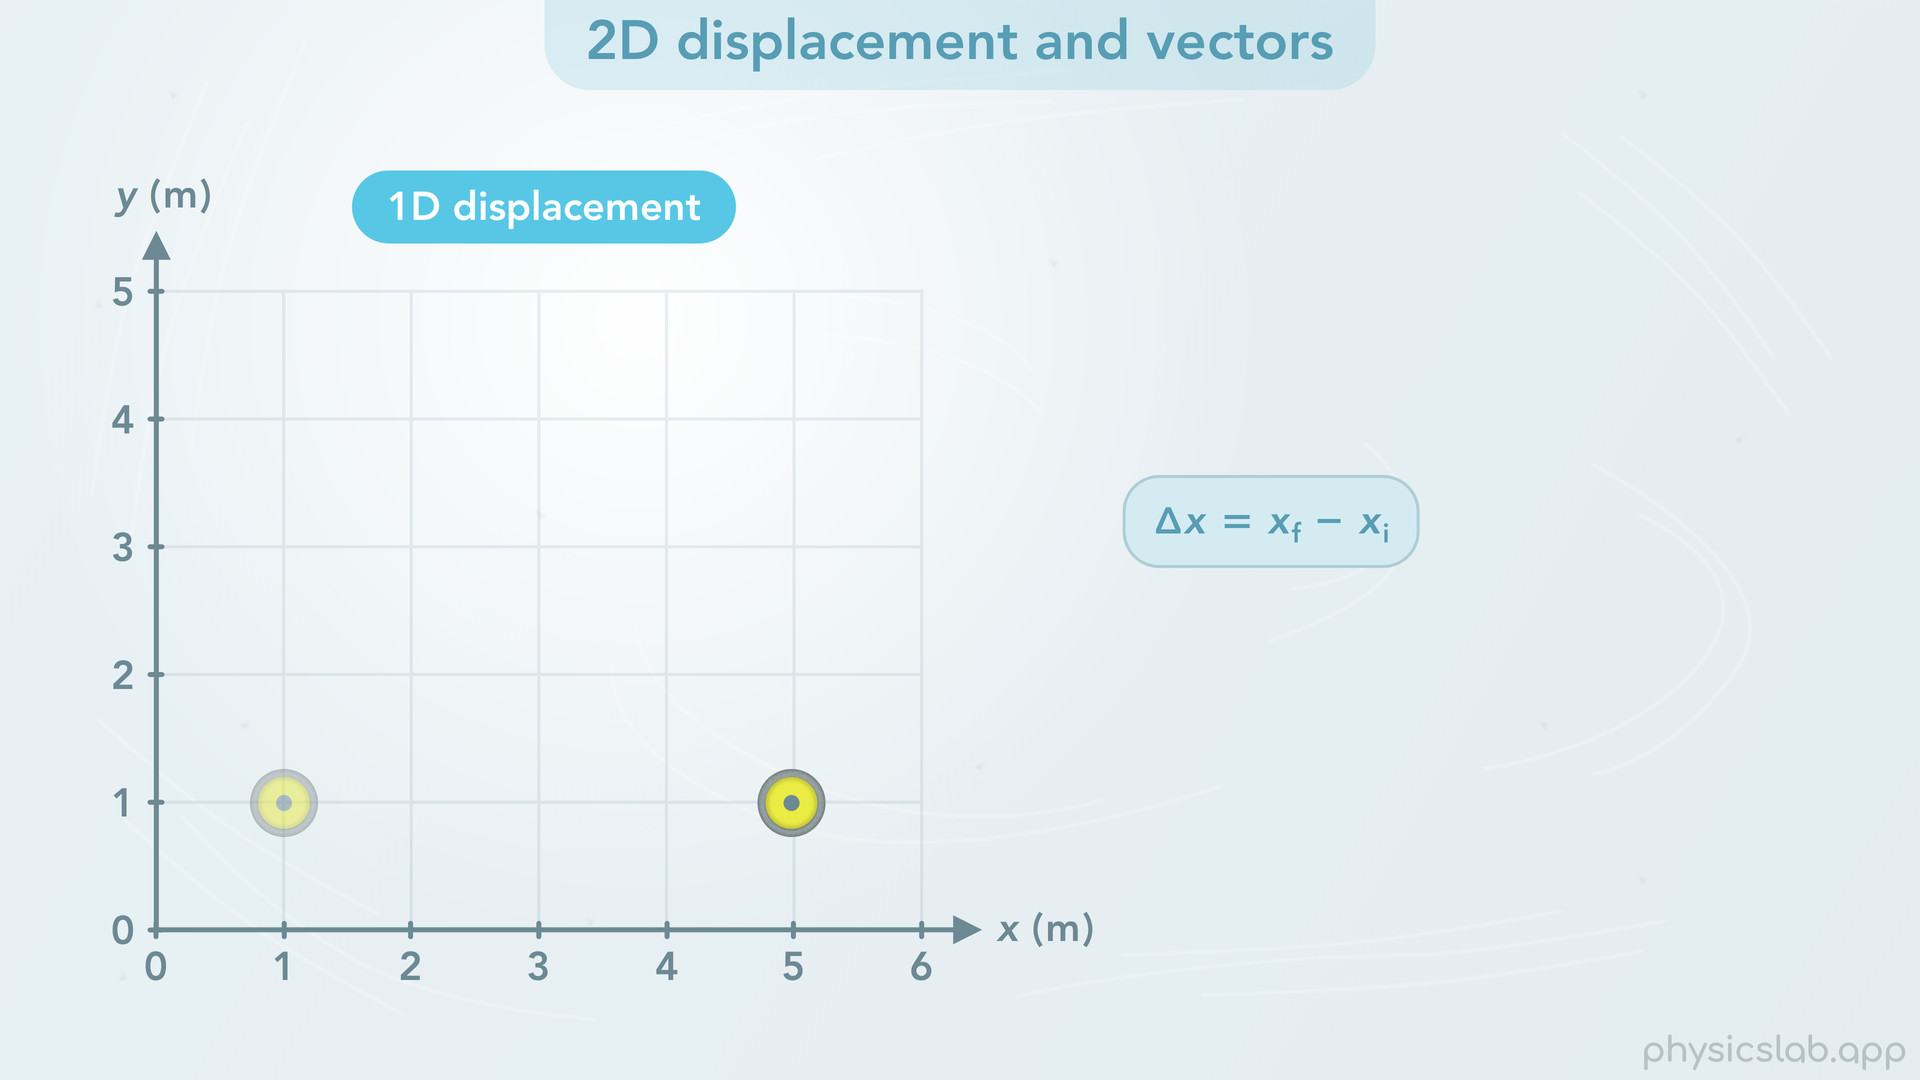 2D displacement and vectors
y (m)
1D displacement
5
4
3
2
1
0
Δx = x_f − x_i
0 1 2 3 4 5 6
x (m)
physicslab.app